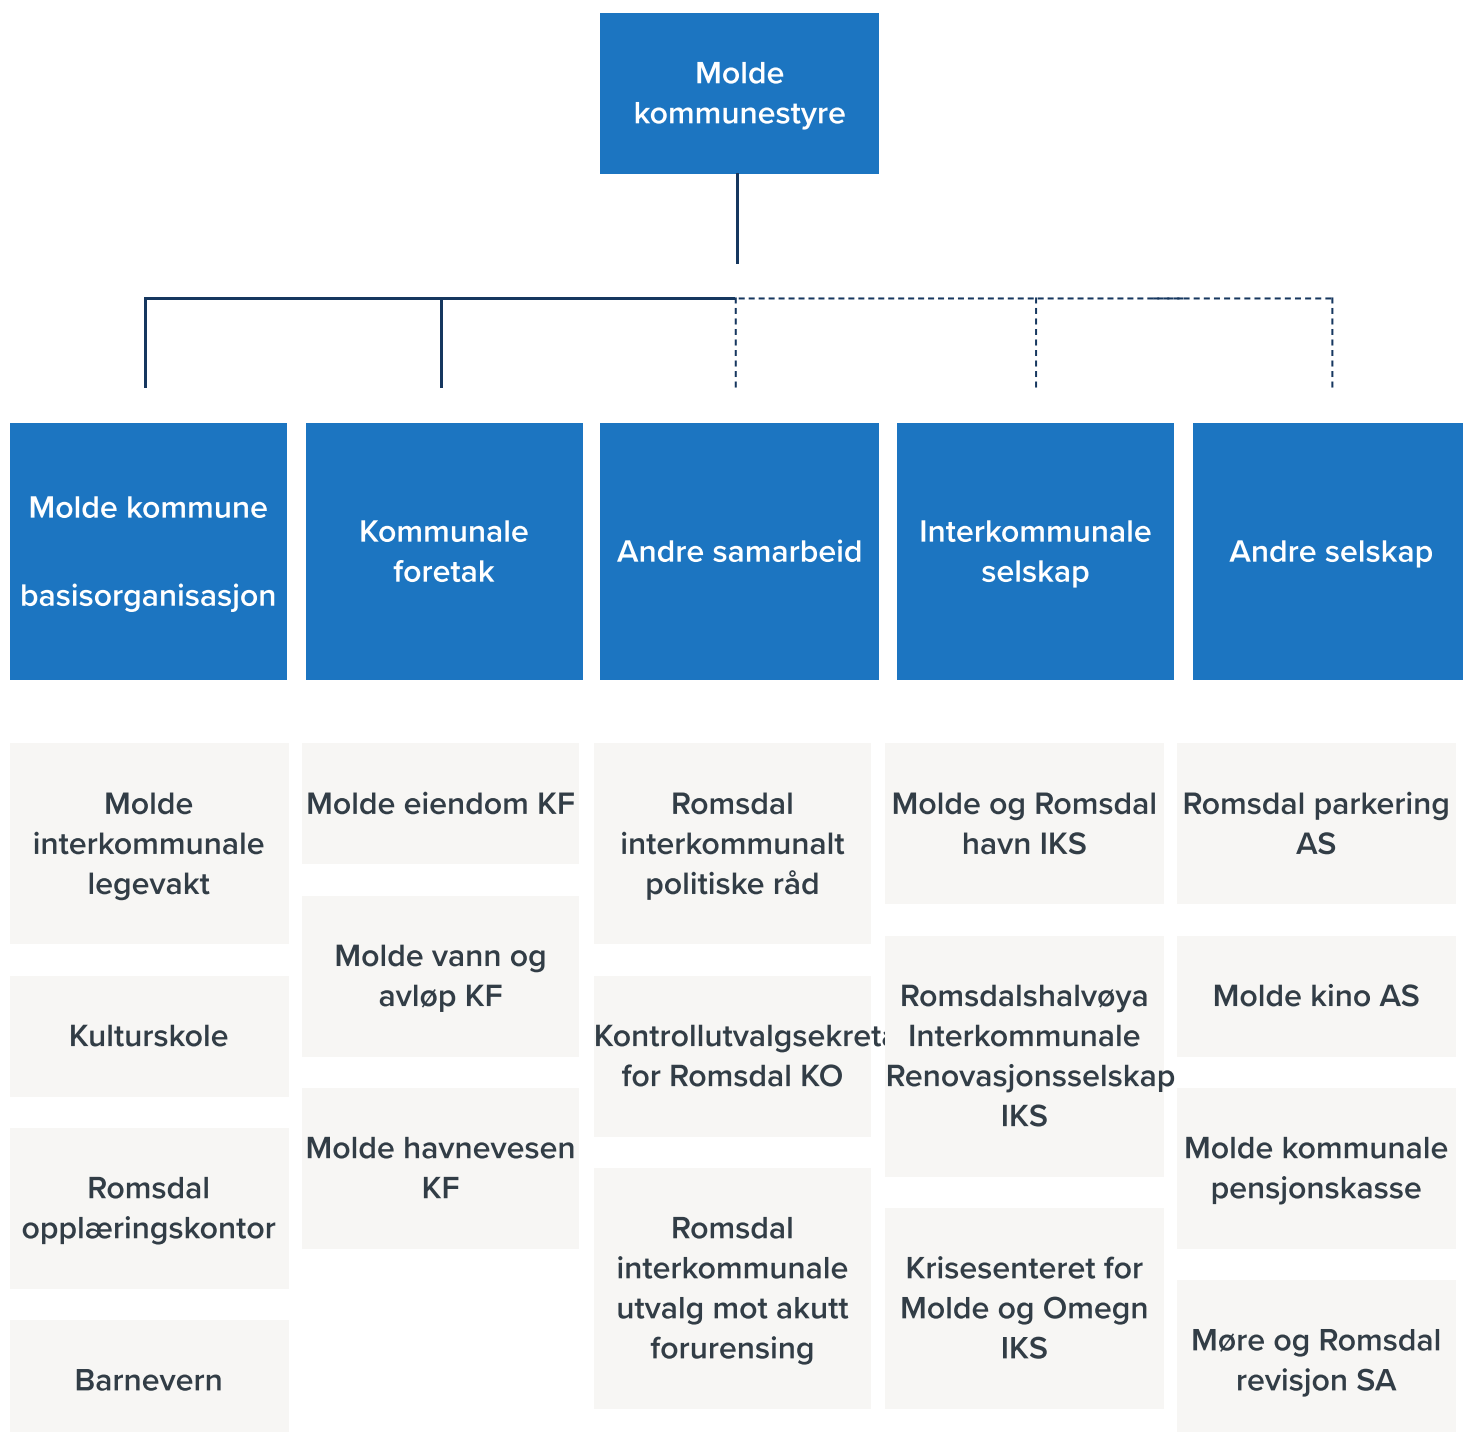 Molde
kommunestyre
Molde kommune
basisorganisasjon
Kommunale
foretak
Andre samarbeid
Interkommunale
selskap
Andre selskap
Molde
interkommunale
legevakt
Kulturskole
Romsdal
opplæringskontor
Barnevern
Molde eiendom KF
Molde vann og
avløp KF
Molde havnevesen
KF
Romsdal
interkommunalt
politiske råd
Kontrollutvalgsekreta
for Romsdal KO
Romsdal
interkommunale
utvalg mot akutt
forurensing
Molde og Romsdal
havn IKS
Romsdalshalvøya
Interkommunale
Renovasjonsselskap
IKS
Krisesenteret for
Molde og Omegn
IKS
Romsdal parkering
AS
Molde kino AS
Molde kommunale
pensjonskasse
Møre og Romsdal
revisjon SA